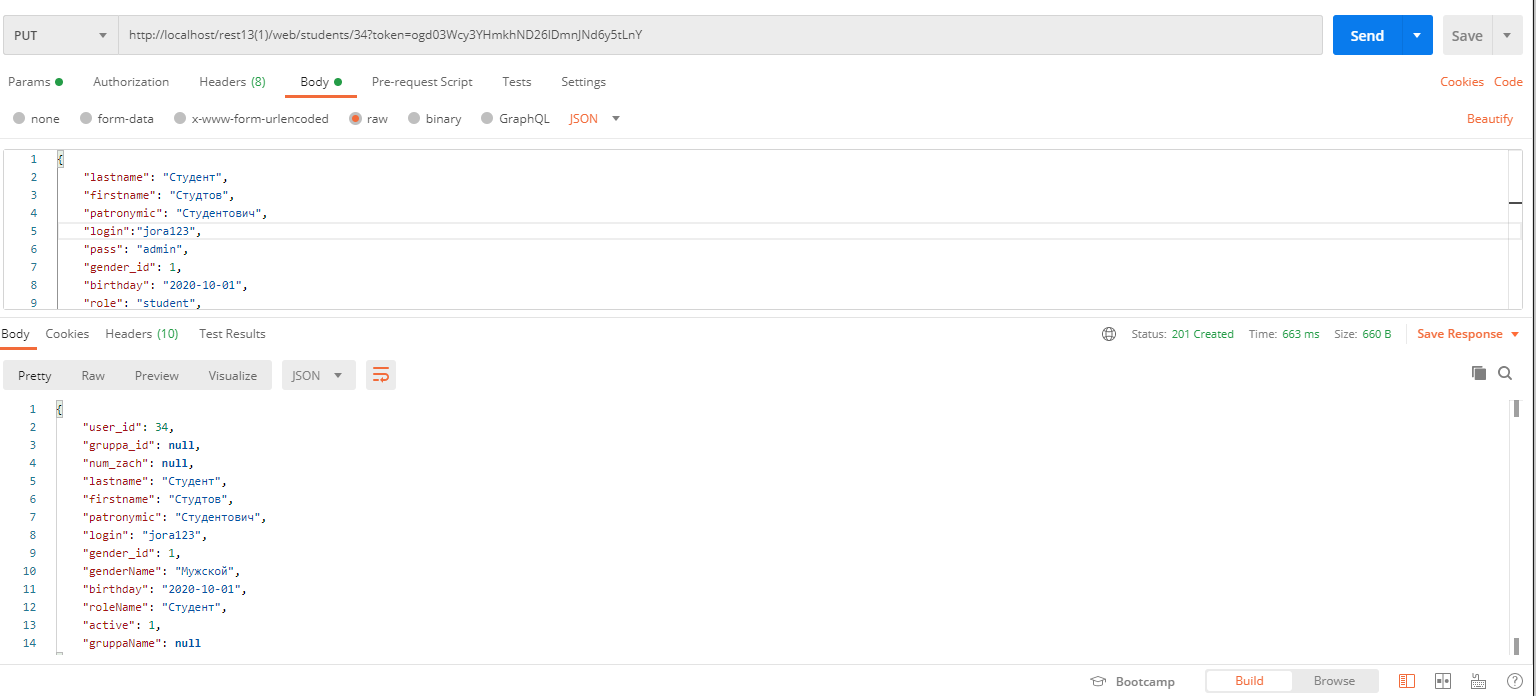 PUT http://localhost/rest13(1)/web/students/34?token=ogd03Wcy3YHmkhND26IDmnJNd6y5tLnY Send Save
Params Authorization Headers (8) Body Pre-request Script Tests Settings Cookies Code
none form-data x-www-form-urlencoded raw binary GraphQL JSON Beautify
1 {
2 "lastname": "Студент",
3 "firstname": "Студтов",
4 "patronymic": "Студентович",
5 "login":"jora123",
6 "pass": "admin",
7 "gender_id": 1,
8 "birthday": "2020-10-01",
9 "role": "student",
Body Cookies Headers (10) Test Results Status: 201 Created Time: 663 ms Size: 660 B Save Response
Pretty Raw Preview Visualize JSON
1 {
2 "user_id": 34,
3 "gruppa_id": null,
4 "num_zach": null,
5 "lastname": "Студент",
6 "firstname": "Студтов",
7 "patronymic": "Студентович",
8 "login": "jora123",
9 "gender_id": 1,
10 "genderName": "Мужской",
11 "birthday": "2020-10-01",
12 "roleName": "Студент",
13 "active": 1,
14 "gruppaName": null
Bootcamp Build Browse